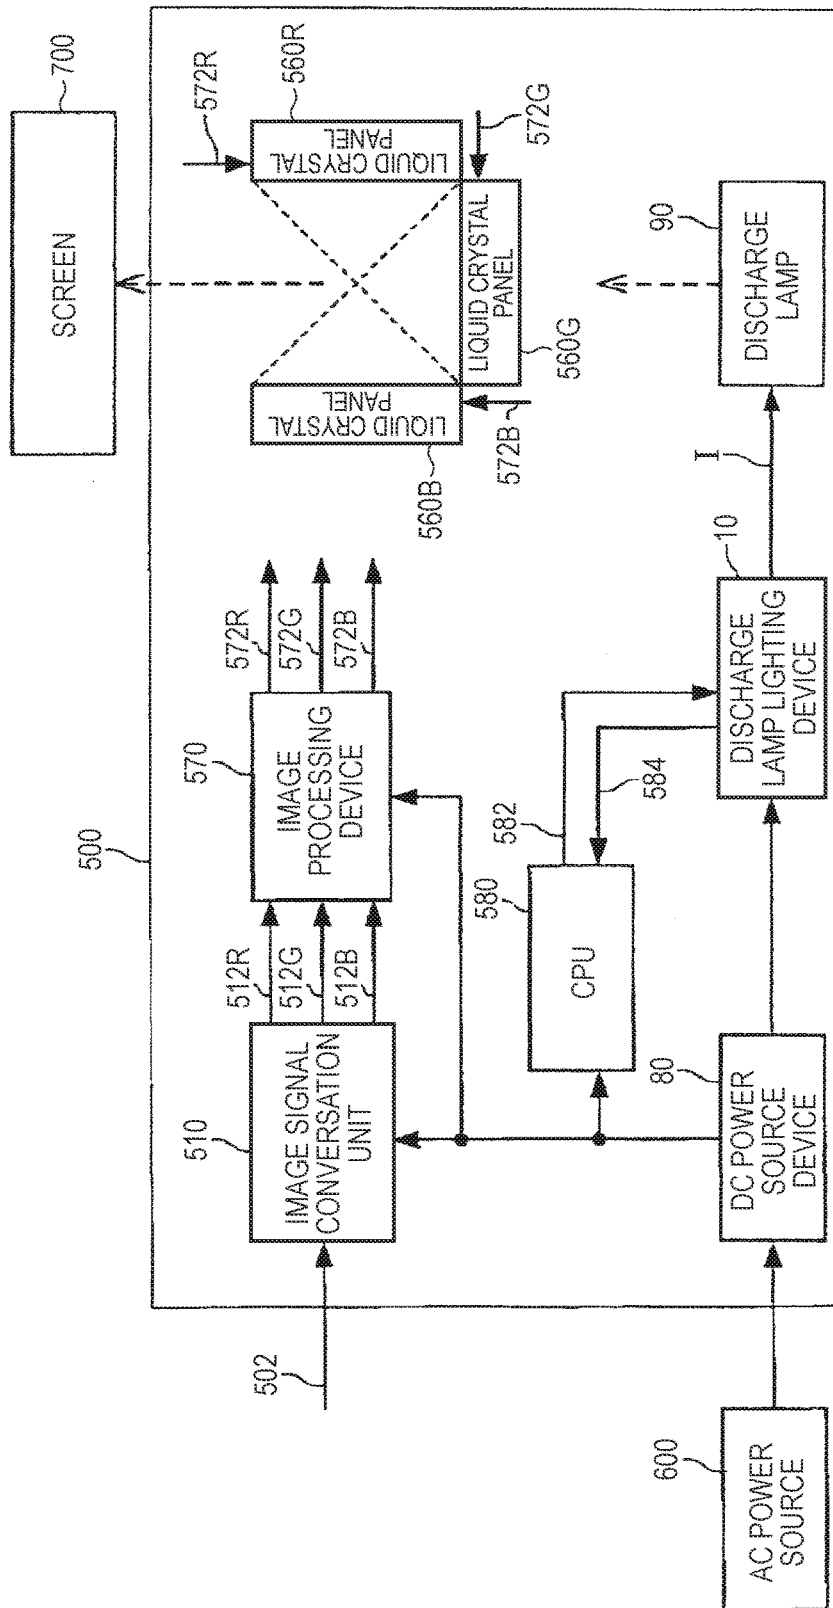 700
SCREEN
500
572R
560R
LIQUID CRYSTAL
PANEL
572G
LIQUID CRYSTAL
PANEL
560G
LIQUID CRYSTAL
PANEL
560B
572B
502
510
IMAGE SIGNAL
CONVERSATION
UNIT
512R
512G
512B
570
IMAGE
PROCESSING
DEVICE
572R
572G
572B
580
CPU
582
584
600
AC POWER
SOURCE
80
DC POWER
SOURCE
DEVICE
10
DISCHARGE
LAMP LIGHTING
DEVICE
I
90
DISCHARGE
LAMP